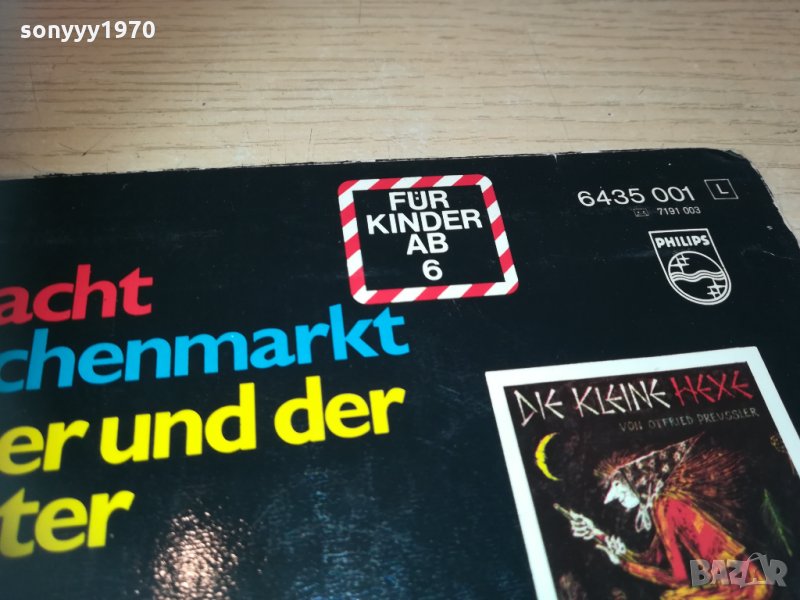 sonyyy1970
FÜR
KINDER
AB
6
6435 001 L
7191 003
PHILIPS
acht
chenmarkt
er und der
ter
DIE KLEINE HEXE
VON OTFRIED PREUSSLER
BAZAR